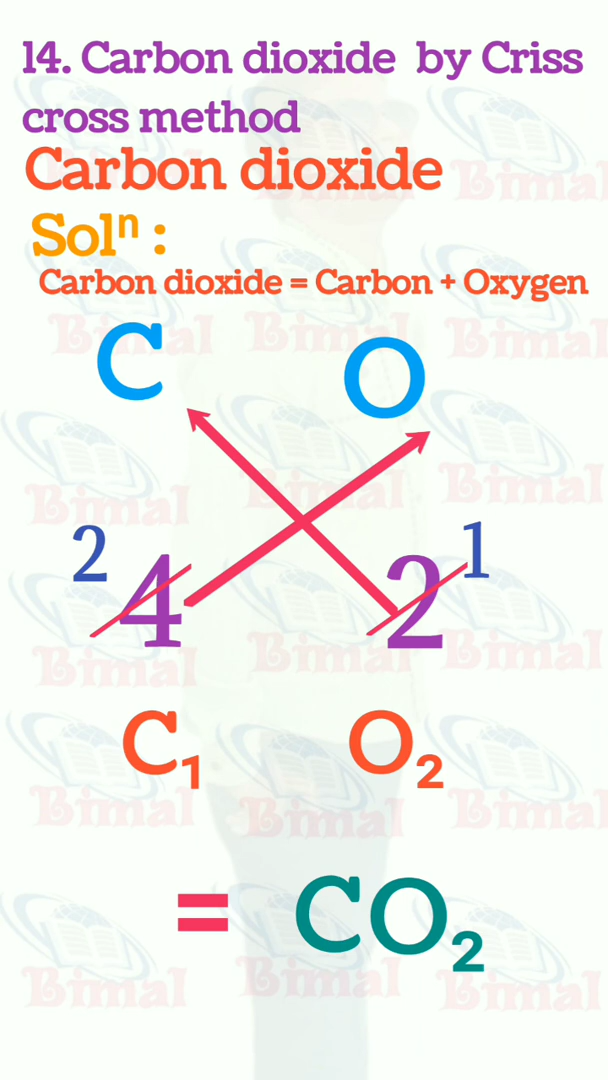 14. Carbon dioxide by Criss
cross method
Carbon dioxide
Solⁿ :
Carbon dioxide = Carbon + Oxygen
C O
2 4 2 1
C₁ O₂
= CO₂
Bimal